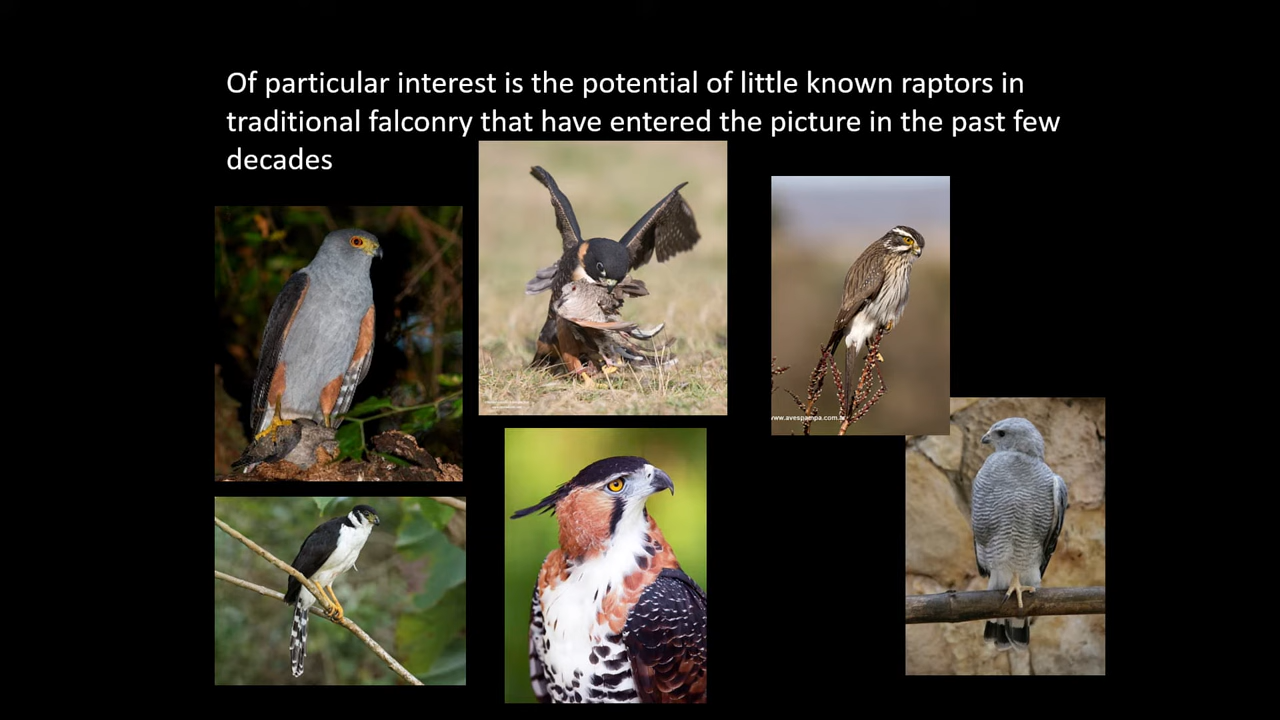 Of particular interest is the potential of little known raptors in
traditional falconry that have entered the picture in the past few
decades
www.avespampa.com.br